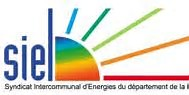 siel
Syndicat Intercommunal d'Energies du département de la